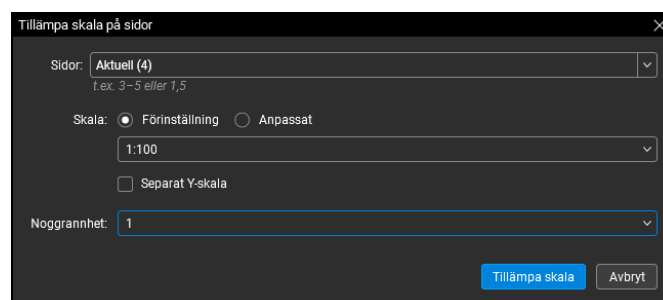 Tillämpa skala på sidor
Sidor: Aktuell (4)
t.ex. 3–5 eller 1,5
Skala: Förinställning Anpassat
1:100
Separat Y-skala
Noggrannhet: 1
Tillämpa skala Avbryt